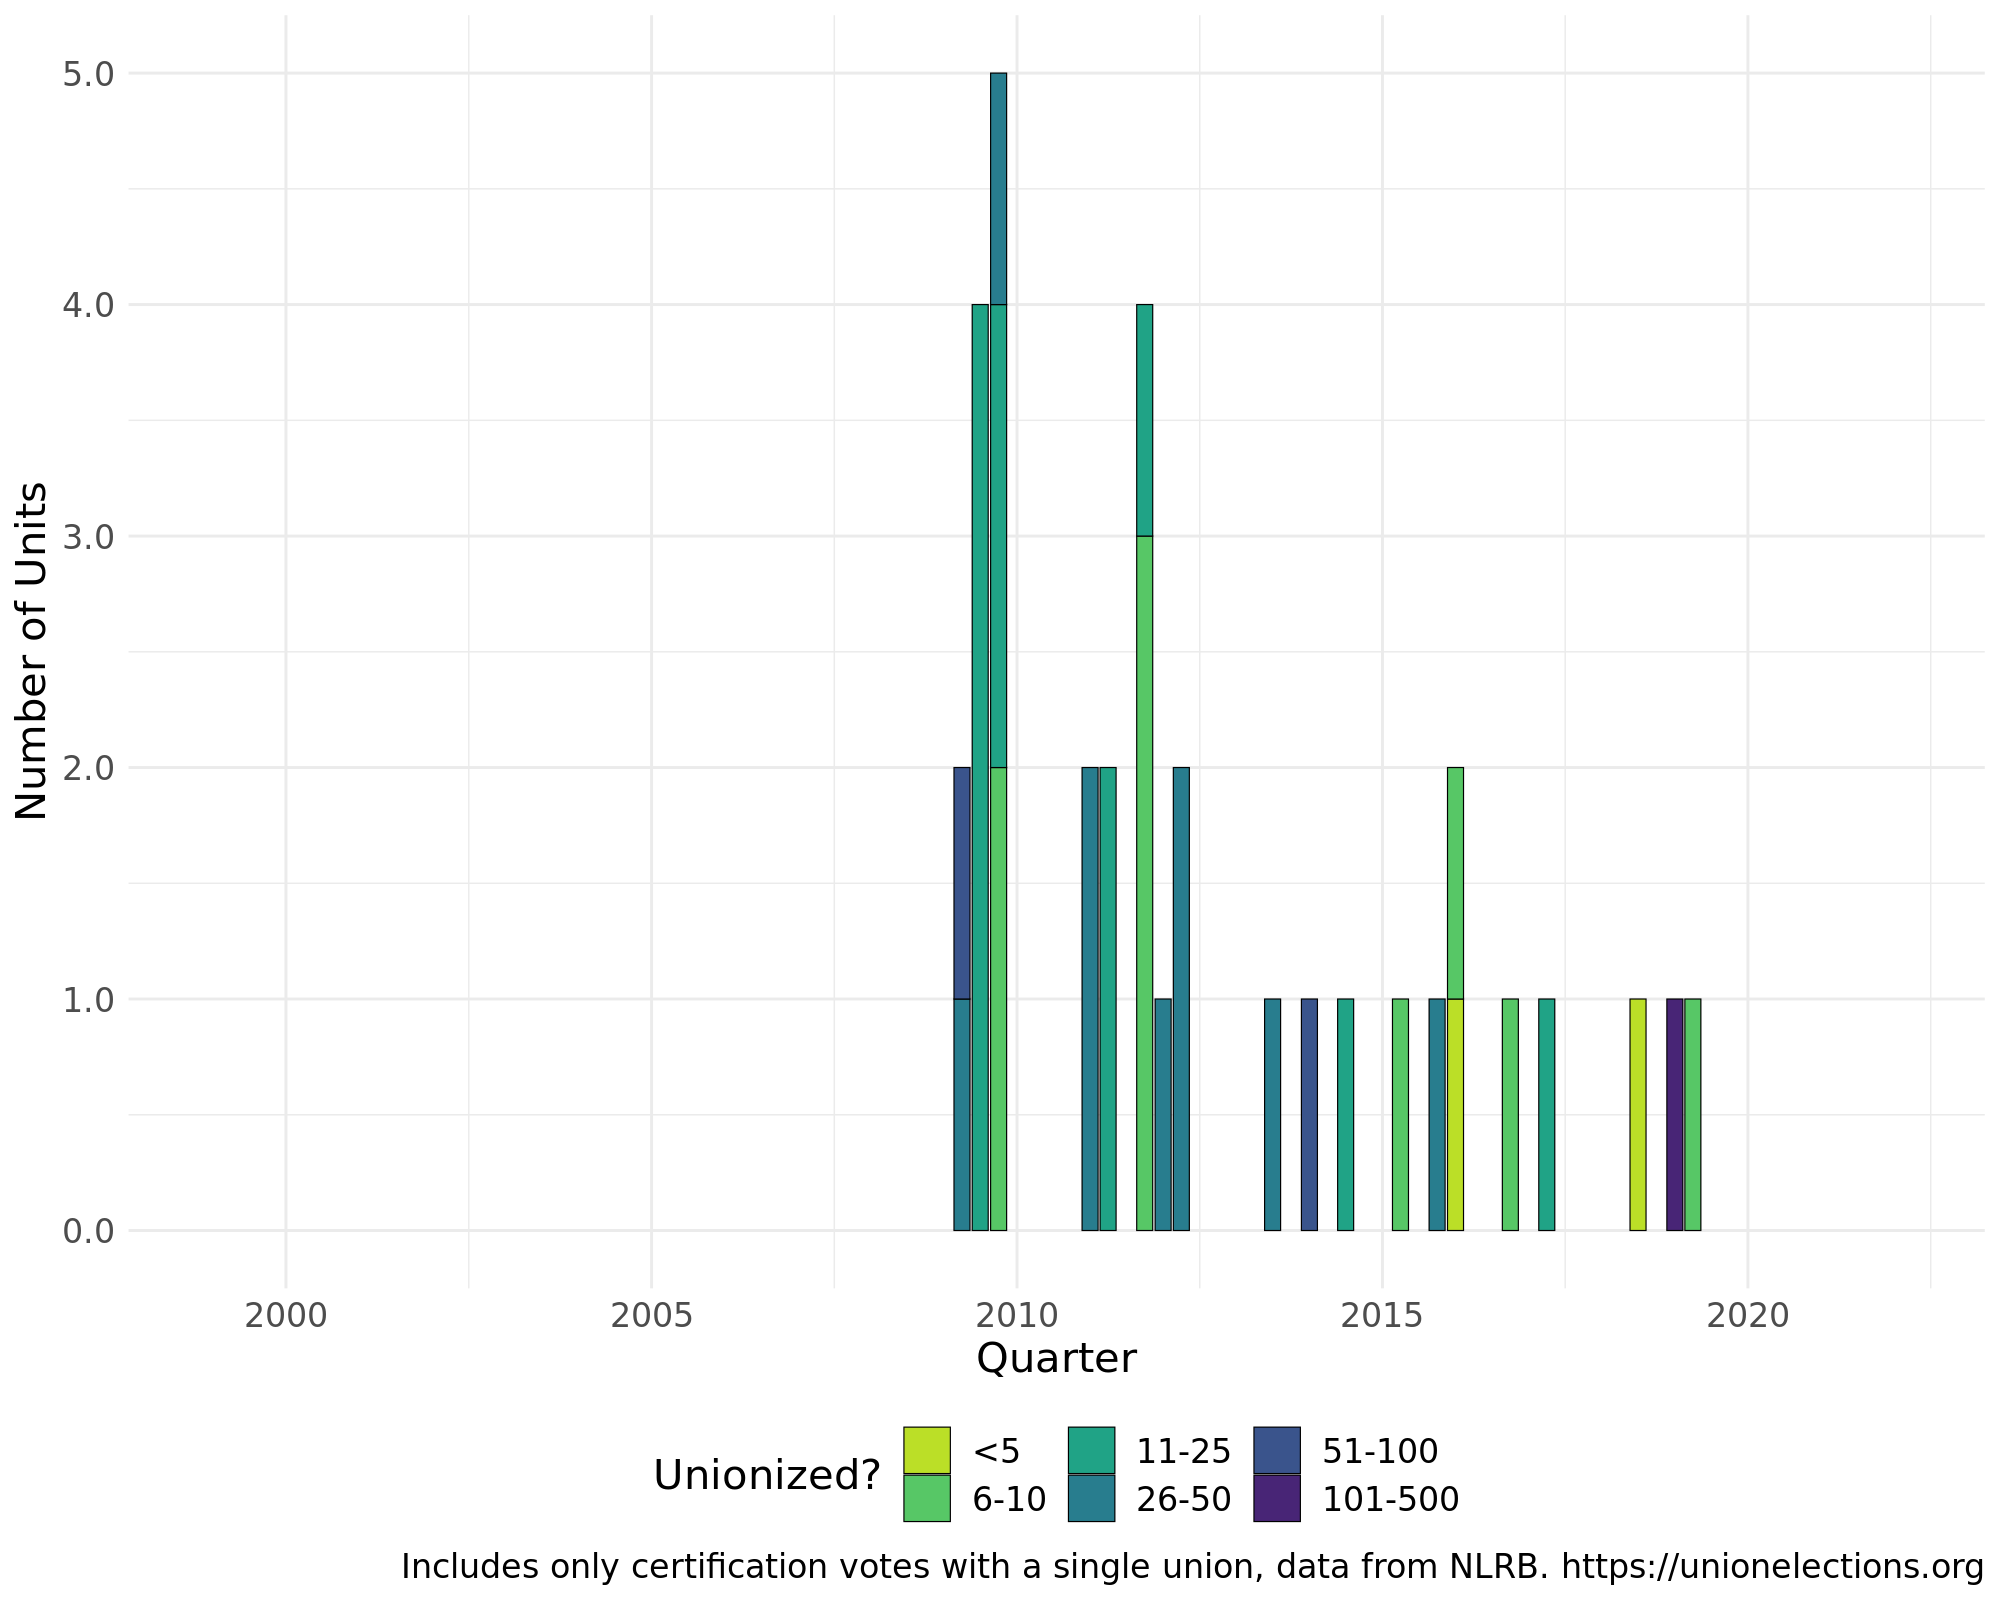 5.0
4.0
3.0
2.0
1.0
0.0
Number of Units
2000 2005 2010 2015 2020
Quarter
Unionized?
<5 11-25 51-100
6-10 26-50 101-500
Includes only certification votes with a single union, data from NLRB. https://unionelections.org